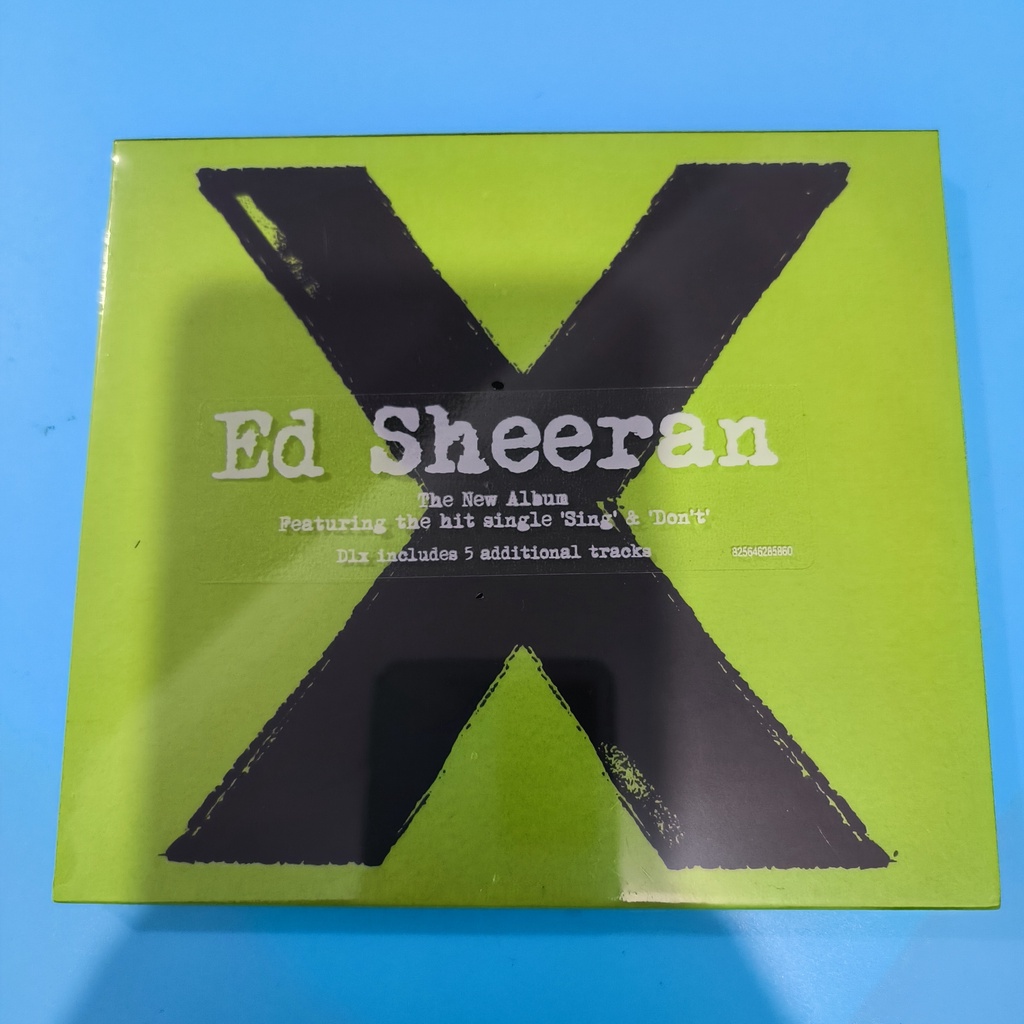 X
Ed Sheeran
The New Album
Featuring the hit single 'Sing' & 'Don't'
Dlx includes 5 additional tracks
825646285860